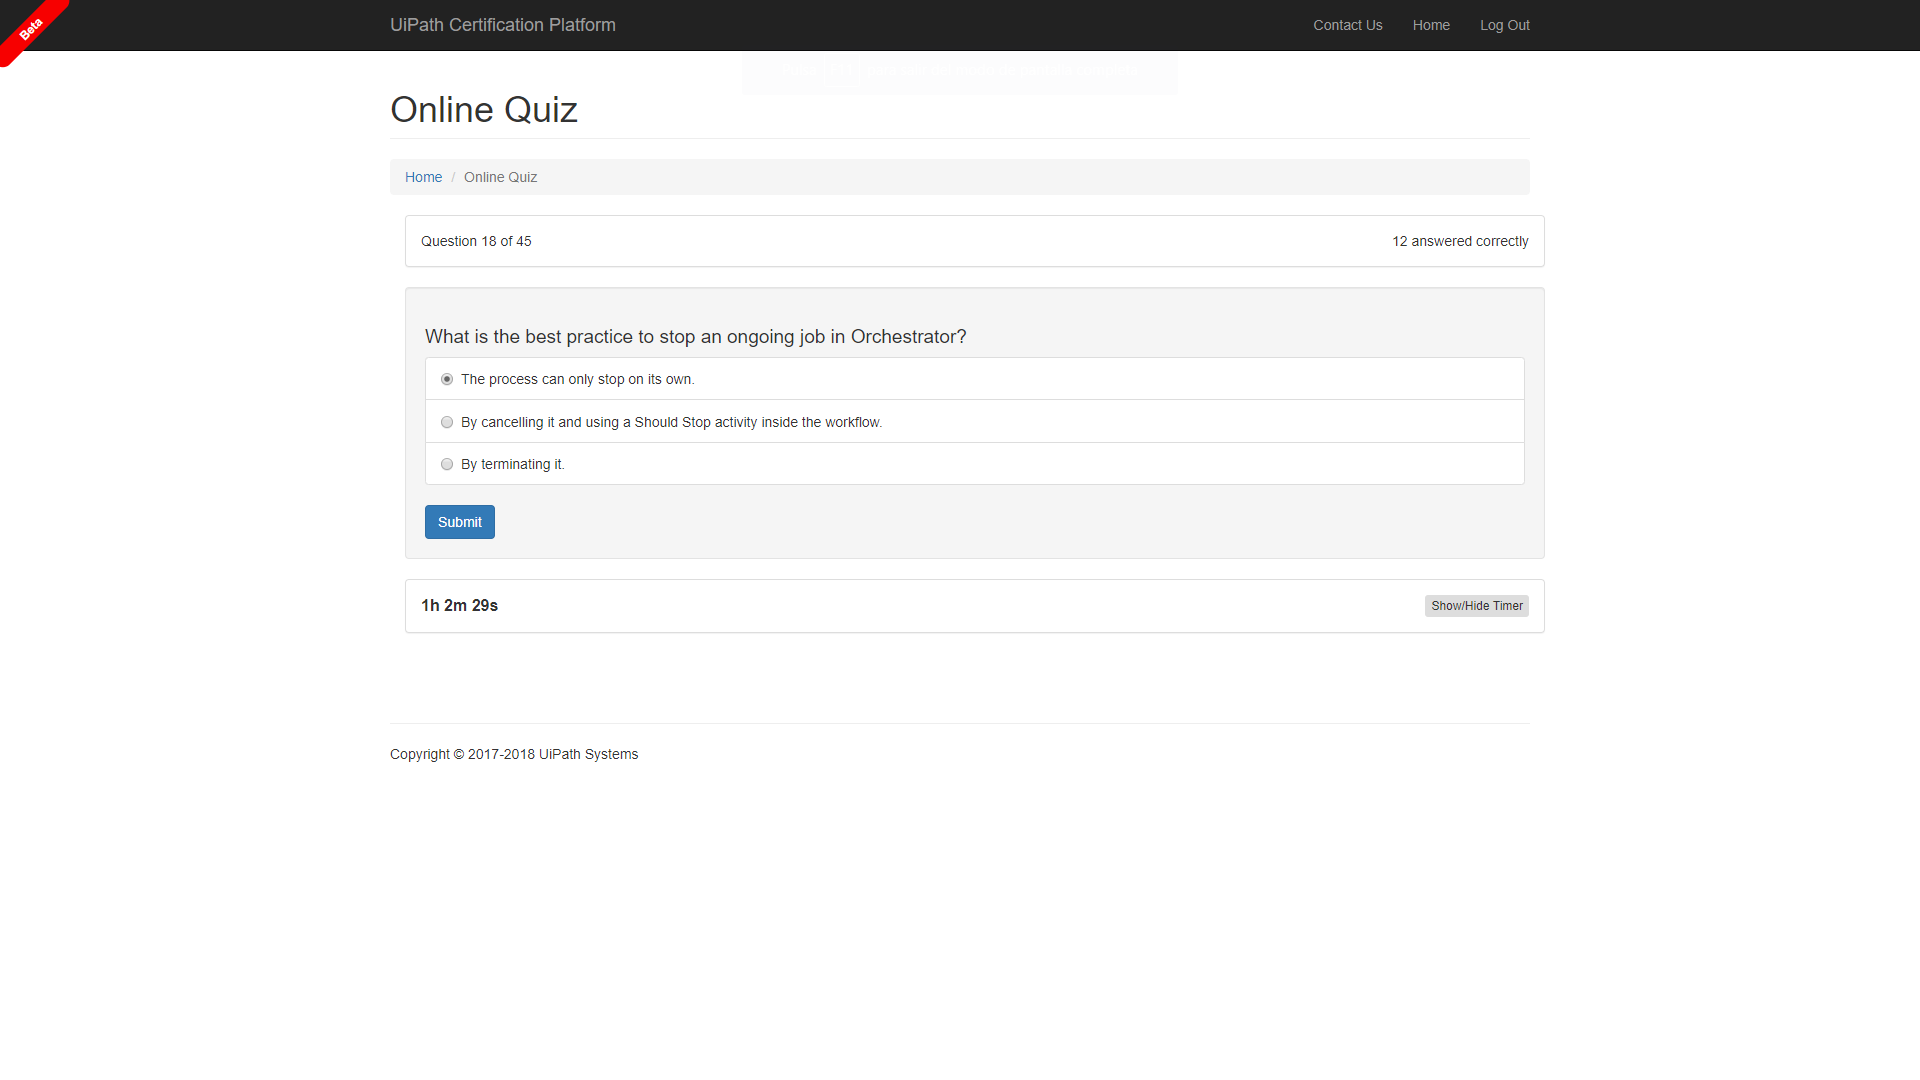 Beta
UiPath Certification Platform
Contact Us
Home
Log Out
Online Quiz
Home / Online Quiz
Question 18 of 45
12 answered correctly
What is the best practice to stop an ongoing job in Orchestrator?
The process can only stop on its own.
By cancelling it and using a Should Stop activity inside the workflow.
By terminating it.
Submit
1h 2m 29s
Show/Hide Timer
Copyright © 2017-2018 UiPath Systems